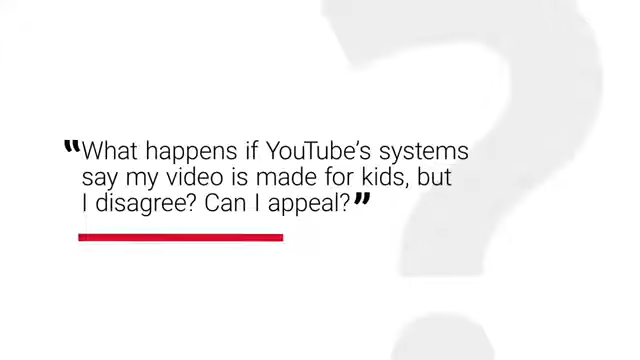 "What happens if YouTube’s systems
say my video is made for kids, but
I disagree? Can I appeal?"
?